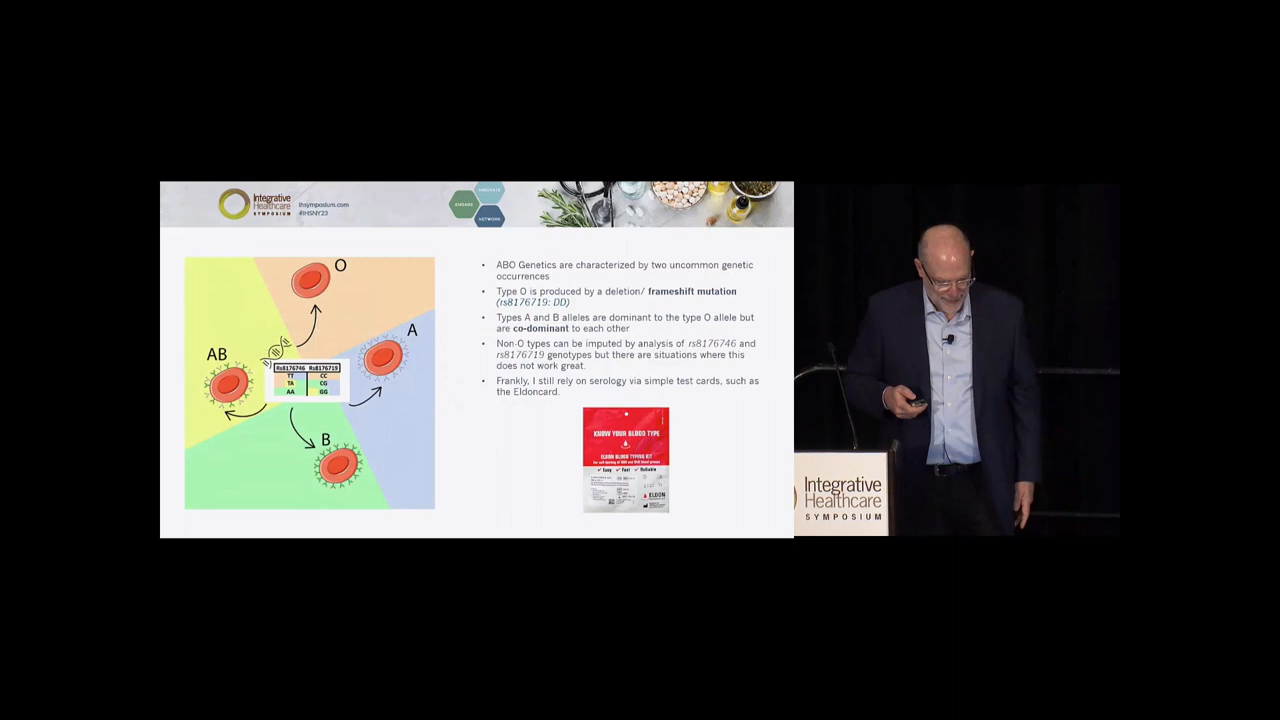 Integrative
Healthcare
SYMPOSIUM
ihsymposium.com
#IHSNY23
ENGAGE
INNOVATE
NETWORK
O
A
AB
B
Rs8176746 Rs8176719
TT CC
TA CG
AA GG
• ABO Genetics are characterized by two uncommon genetic
occurrences
• Type O is produced by a deletion/ frameshift mutation
(rs8176719: DD)
• Types A and B alleles are dominant to the type O allele but
are co-dominant to each other
• Non-O types can be imputed by analysis of rs8176746 and
rs8176719 genotypes but there are situations where this
does not work great.
• Frankly, I still rely on serology via simple test cards, such as
the Eldoncard.
KNOW YOUR BLOOD TYPE
ELDON BLOOD TYPING KIT
✓ Easy ✓ Fast ✓ Reliable
ELDON
Integrative
Healthcare
SYMPOSIUM